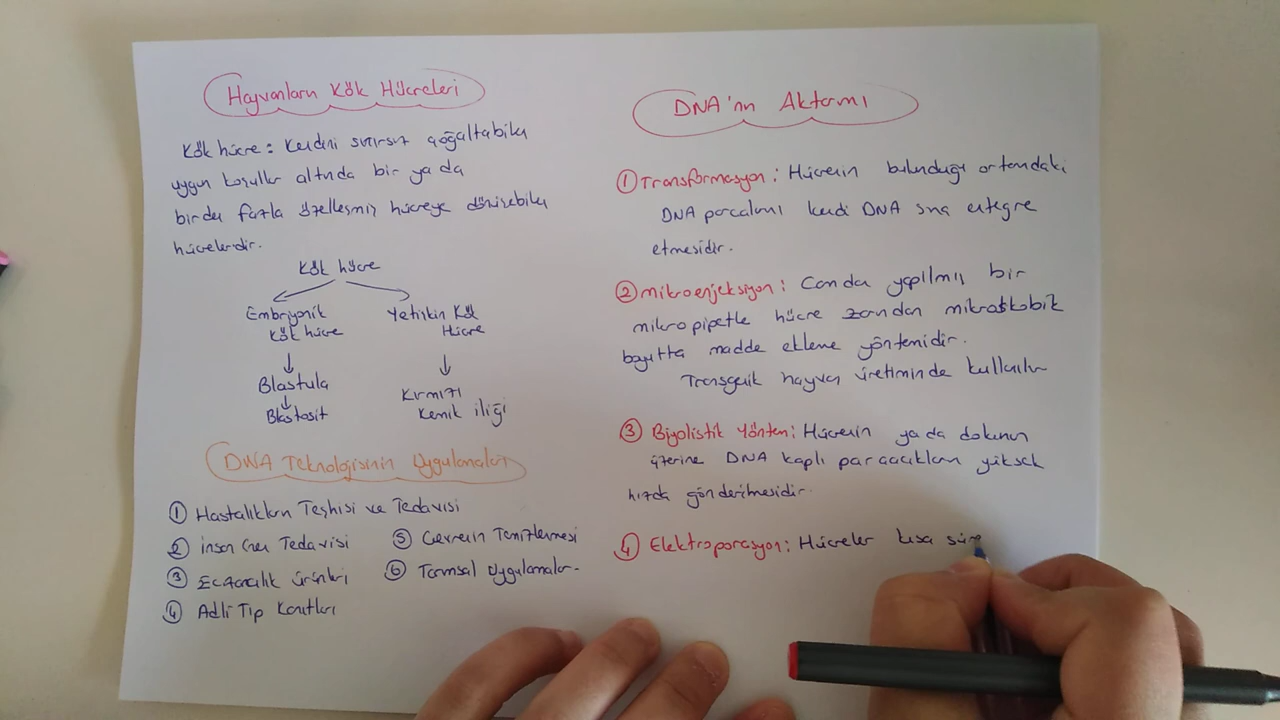 Hayvanların Kök Hücreleri
Kök hücre: Kendini sınırsız çoğaltabilen
uygun koşullar altında bir ya da
birden fazla özelleşmiş hücreye dönüşebilen
hücrelerdir.
Kök hücre
Embriyonik Kök hücre
Yetişkin Kök Hücre
Blastula
Blastosit
Kırmızı
Kemik iliği
DNA Teknolojisinin Uygulamaları
① Hastalıkların Teşhisi ve Tedavisi
② İnsan Gen Tedavisi
③ Eczacılık ürünleri
④ Adli Tıp Kanıtları
⑤ Çevrenin Temizlenmesi
⑥ Tarımsal Uygulamalar.
DNA'nın Aktarımı
① Transformasyon: Hücrenin bulunduğu ortamdaki
DNA parçalarını kendi DNA sına entegre
etmesidir.
② Mikroenjeksiyon: Camdan yapılmış bir
mikropipetle hücre zarından mikroskobik
boyutta madde ekleme yöntemidir.
Transgenik hayvan üretiminde kullanılır
③ Biyolistik Yöntem: Hücrenin ya da dokunun
üzerine DNA kaplı parçacıkların yüksek
hızda gönderilmesidir.
④ Elektroporasyon: Hücreler kısa süre